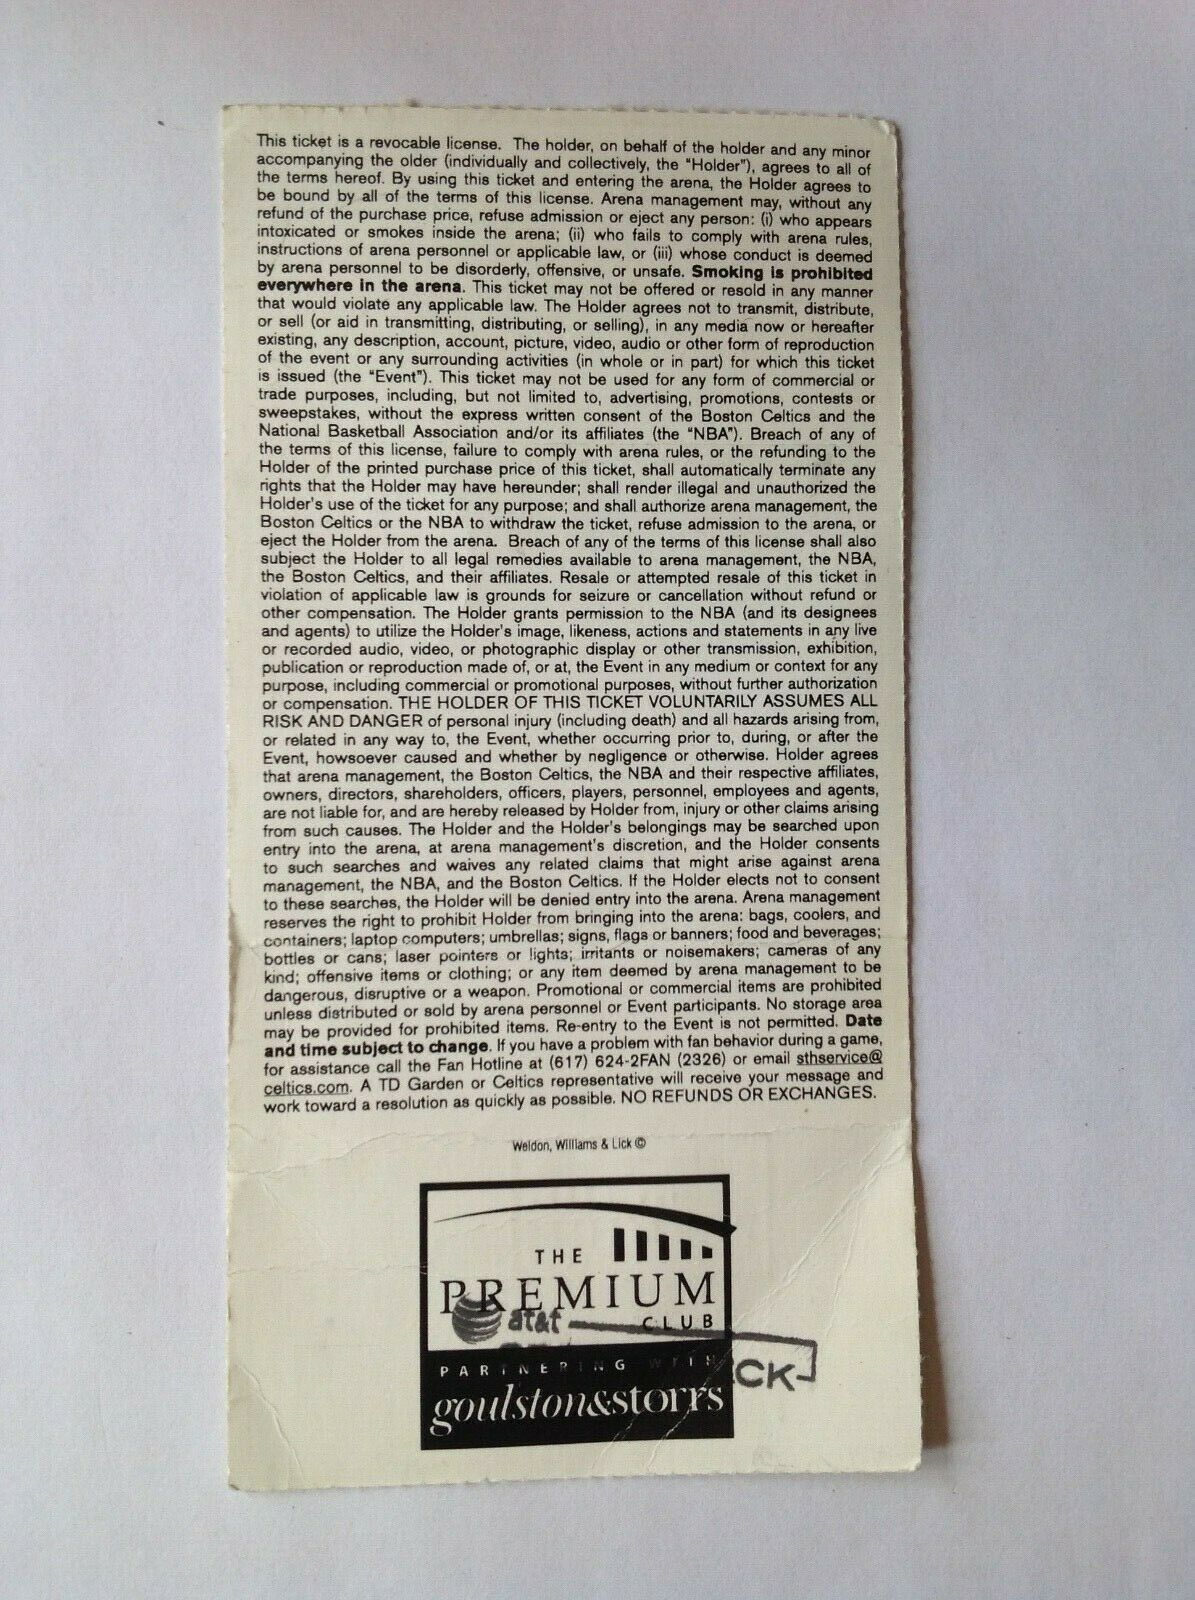 This ticket is a revocable license. The holder, on behalf of the holder and any minor
accompanying the older (individually and collectively, the "Holder"), agrees to all of
the terms hereof. By using this ticket and entering the arena, the Holder agrees to
be bound by all of the terms of this license. Arena management may, without any
refund of the purchase price, refuse admission or eject any person: (i) who appears
intoxicated or smokes inside the arena; (ii) who fails to comply with arena rules,
instructions of arena personnel or applicable law, or (iii) whose conduct is deemed
by arena personnel to be disorderly, offensive, or unsafe. Smoking is prohibited
everywhere in the arena. This ticket may not be offered or resold in any manner
that would violate any applicable law. The Holder agrees not to transmit, distribute,
or sell (or aid in transmitting, distributing, or selling), in any media now or hereafter
existing, any description, account, picture, video, audio or other form of reproduction
of the event or any surrounding activities (in whole or in part) for which this ticket
is issued (the "Event"). This ticket may not be used for any form of commercial or
trade purposes, including, but not limited to, advertising, promotions, contests or
sweepstakes, without the express written consent of the Boston Celtics and the
National Basketball Association and/or its affiliates (the "NBA"). Breach of any of
the terms of this license, failure to comply with arena rules, or the refunding to the
Holder of the printed purchase price of this ticket, shall automatically terminate any
rights that the Holder may have hereunder; shall render illegal and unauthorized the
Holder's use of the ticket for any purpose; and shall authorize arena management, the
Boston Celtics or the NBA to withdraw the ticket, refuse admission to the arena, or
eject the Holder from the arena. Breach of any of the terms of this license shall also
subject the Holder to all legal remedies available to arena management, the NBA,
the Boston Celtics, and their affiliates. Resale or attempted resale of this ticket in
violation of applicable law is grounds for seizure or cancellation without refund or
other compensation. The Holder grants permission to the NBA (and its designees
and agents) to utilize the Holder's image, likeness, actions and statements in any live
or recorded audio, video, or photographic display or other transmission, exhibition,
publication or reproduction made of, or at, the Event in any medium or context for any
purpose, including commercial or promotional purposes, without further authorization
or compensation. THE HOLDER OF THIS TICKET VOLUNTARILY ASSUMES ALL
RISK AND DANGER of personal injury (including death) and all hazards arising from,
or related in any way to, the Event, whether occurring prior to, during, or after the
Event, howsoever caused and whether by negligence or otherwise. Holder agrees
that arena management, the Boston Celtics, the NBA and their respective affiliates,
owners, directors, shareholders, officers, players, personnel, employees and agents,
are not liable for, and are hereby released by Holder from, injury or other claims arising
from such causes. The Holder and the Holder's belongings may be searched upon
entry into the arena, at arena management's discretion, and the Holder consents
to such searches and waives any related claims that might arise against arena
management, the NBA, and the Boston Celtics. If the Holder elects not to consent
to these searches, the Holder will be denied entry into the arena. Arena management
reserves the right to prohibit Holder from bringing into the arena: bags, coolers, and
containers; laptop computers; umbrellas; signs, flags or banners; food and beverages;
bottles or cans; laser pointers or lights; irritants or noisemakers; cameras of any
kind; offensive items or clothing; or any item deemed by arena management to be
dangerous, disruptive or a weapon. Promotional or commercial items are prohibited
unless distributed or sold by arena personnel or Event participants. No storage area
may be provided for prohibited items. Re-entry to the Event is not permitted. Date
and time subject to change. If you have a problem with fan behavior during a game,
for assistance call the Fan Hotline at (617) 624-2FAN (2326) or email sthservice@
celtics.com. A TD Garden or Celtics representative will receive your message and
work toward a resolution as quickly as possible. NO REFUNDS OR EXCHANGES.
Weldon, Williams & Lick ©
THE
PREMIUM
CLUB
at&t
PARTNERING WITH
goulston&storrs